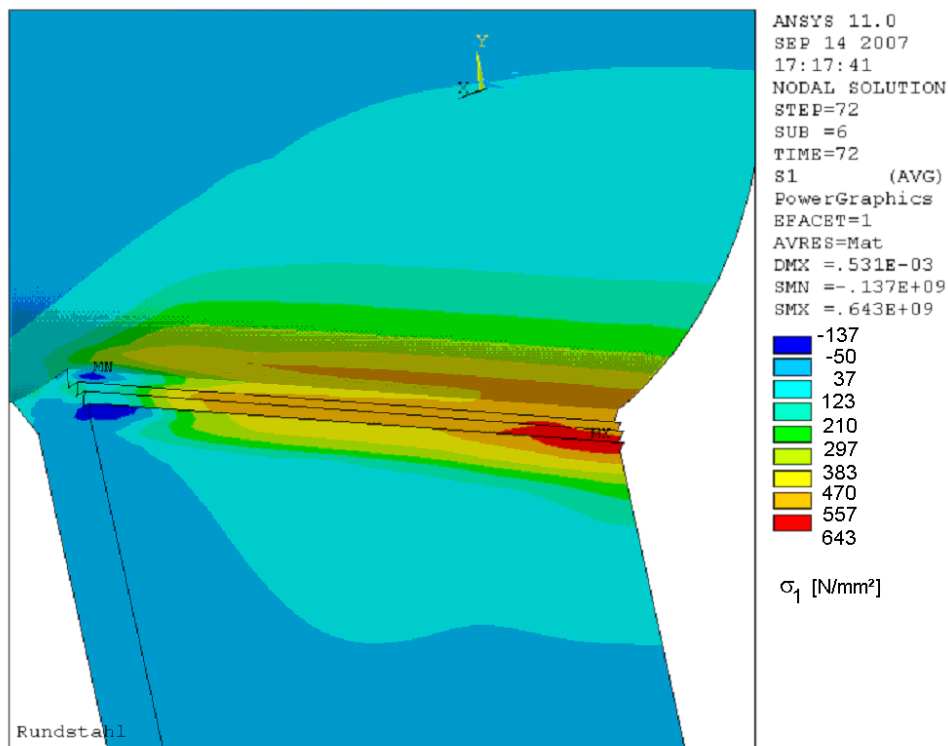 ANSYS 11.0
SEP 14 2007
17:17:41
NODAL SOLUTION
STEP=72
SUB =6
TIME=72
S1 (AVG)
PowerGraphics
EFACET=1
AVRES=Mat
DMX =.531E-03
SMN =-.137E+09
SMX =.643E+09
-137
-50
37
123
210
297
383
470
557
643
σ1 [N/mm²]
Y
X
MN
MX
Rundstahl